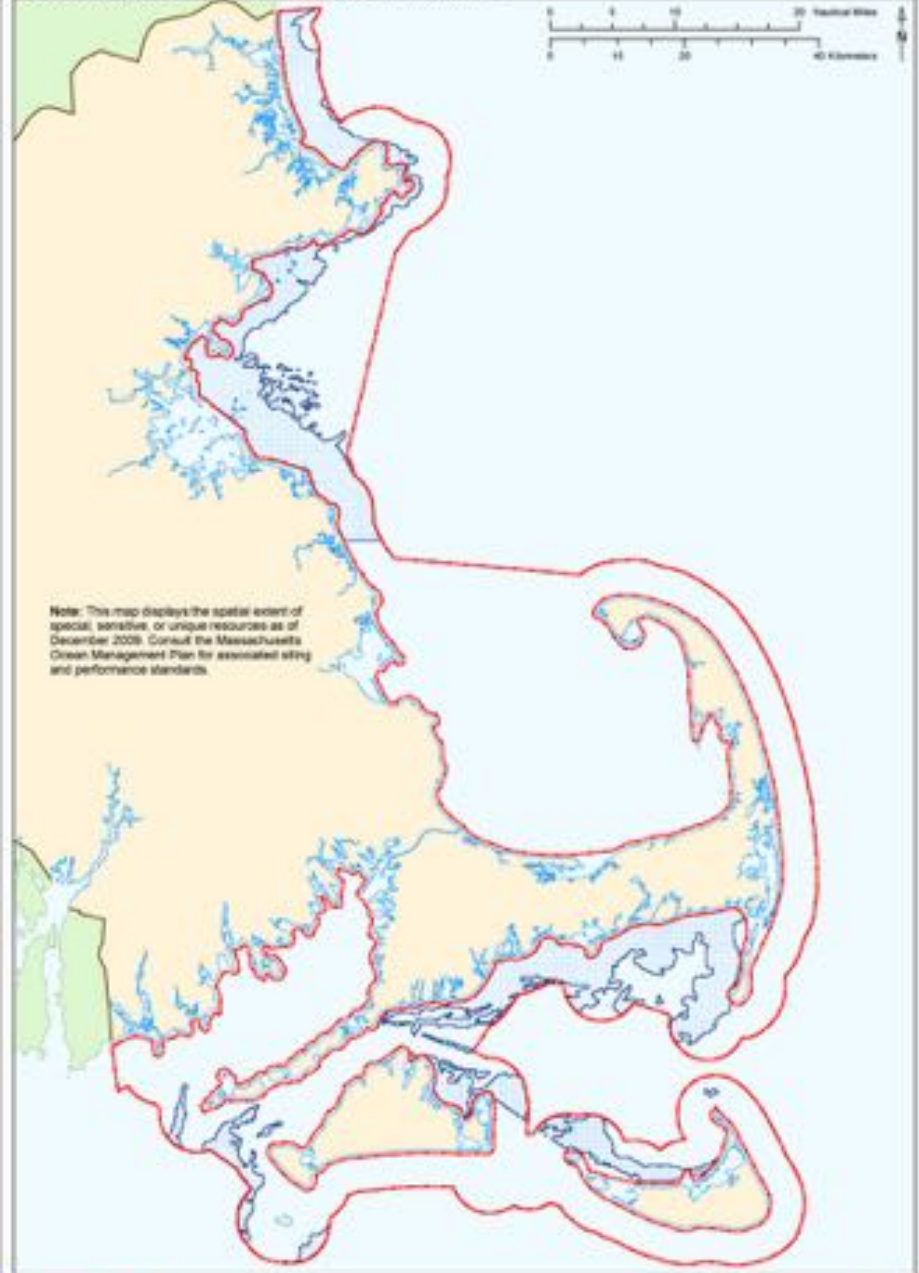 0 5 10 20 Nautical Miles
0 10 20 40 Kilometers
N
Note: This map displays the spatial extent of
special, sensitive, or unique resources as of
December 2009. Consult the Massachusetts
Ocean Management Plan for associated siting
and performance standards.